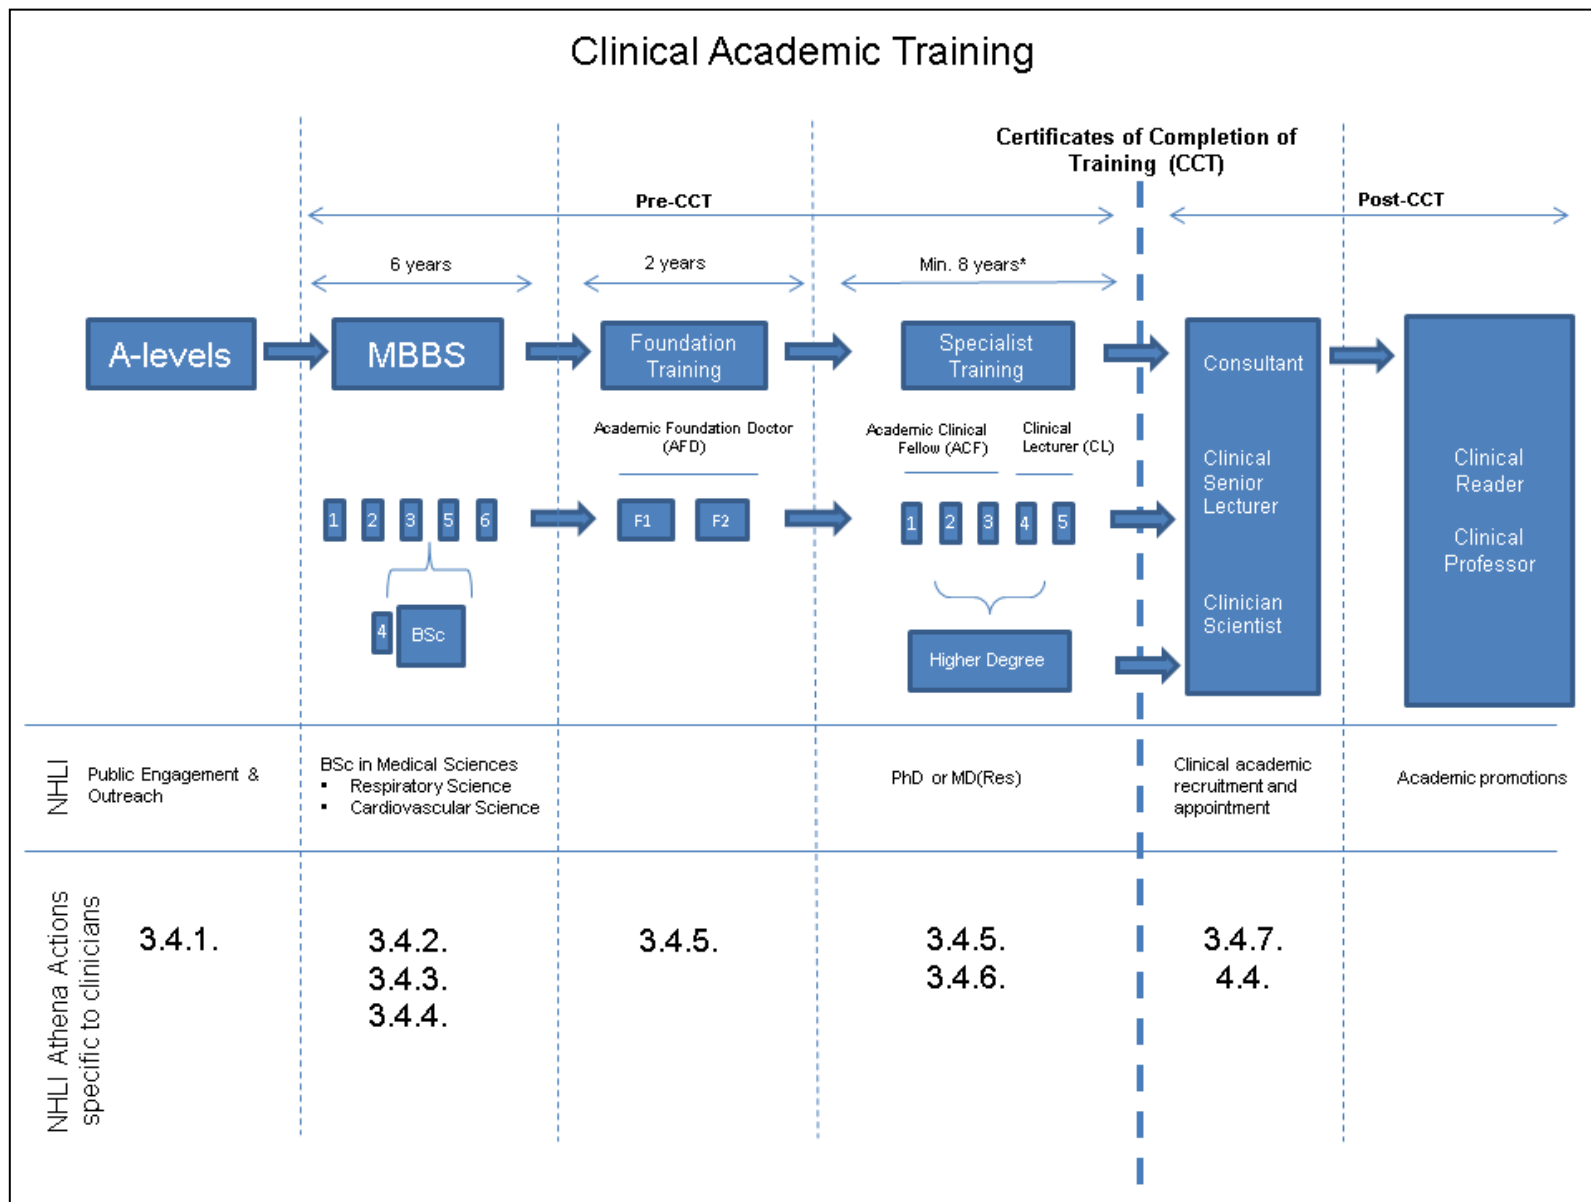 Clinical Academic Training
Certificates of Completion of
Training (CCT)
Pre-CCT
Post-CCT
6 years
2 years
Min. 8 years*
A-levels
MBBS
Foundation
Training
Specialist
Training
Consultant
Clinical
Senior
Lecturer
Clinician
Scientist
Clinical
Reader
Clinical
Professor
Academic Foundation Doctor
(AFD)
Academic Clinical
Fellow (ACF)
Clinical
Lecturer (CL)
1 2 3 5 6
F1 F2
1 2 3 4 5
4 BSc
Higher Degree
NHLI
Public Engagement &
Outreach
BSc in Medical Sciences
▪ Respiratory Science
▪ Cardiovascular Science
PhD or MD(Res)
Clinical academic
recruitment and
appointment
Academic promotions
NHLI Athena Actions
specific to clinicians
3.4.1.
3.4.2.
3.4.3.
3.4.4.
3.4.5.
3.4.5.
3.4.6.
3.4.7.
4.4.